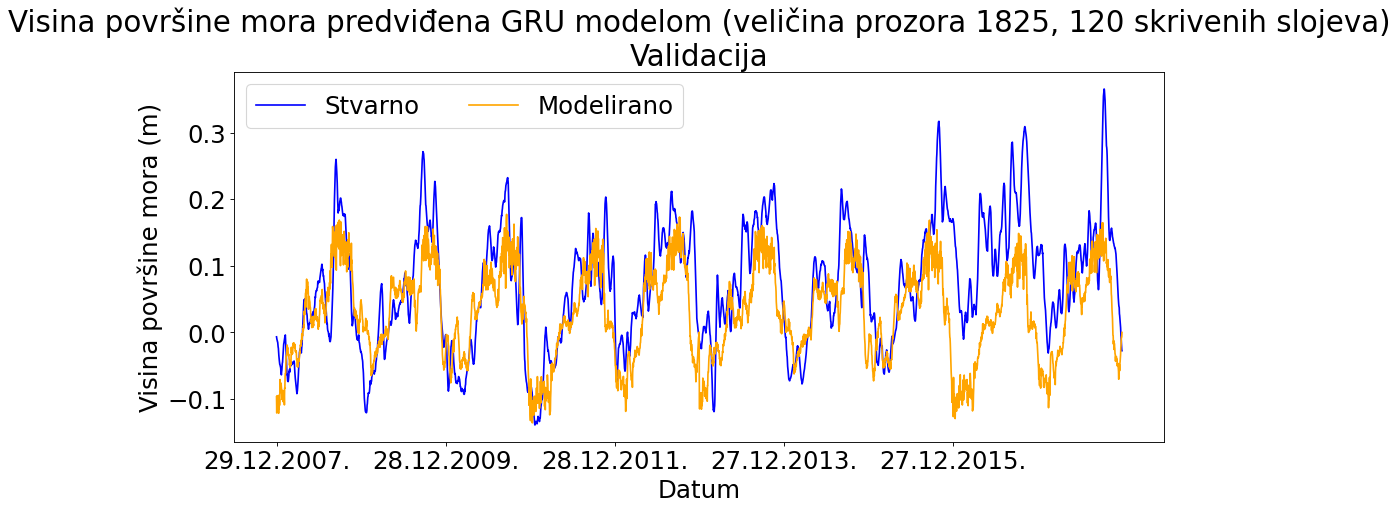 Visina površine mora predviđena GRU modelom (veličina prozora 1825, 120 skrivenih slojeva)
Validacija
Stvarno
Modelirano
Visina površine mora (m)
0.3
0.2
0.1
0.0
−0.1
29.12.2007.
28.12.2009.
28.12.2011.
27.12.2013.
27.12.2015.
Datum